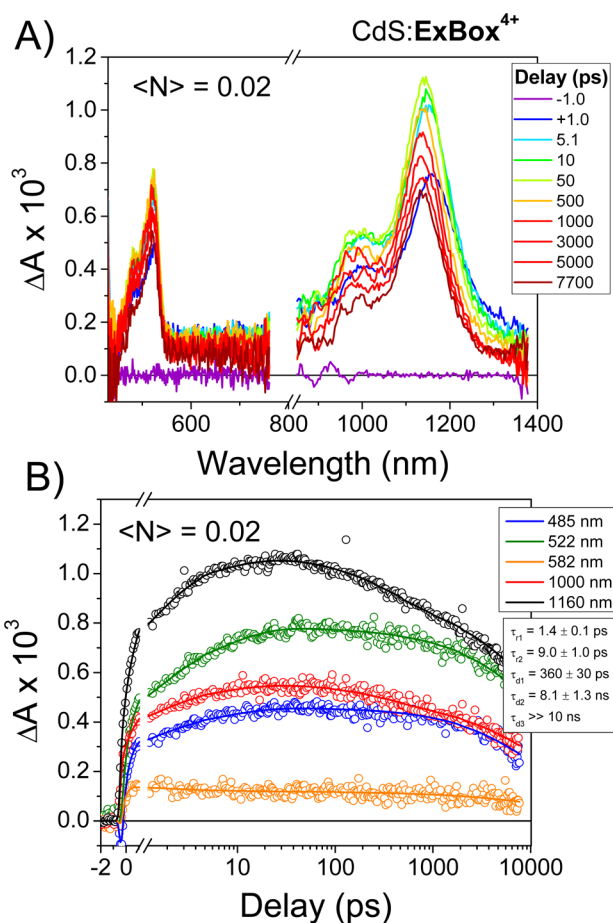 A)
CdS:ExBox⁴⁺
<N> = 0.02
Delay (ps)
-1.0
+1.0
5.1
10
50
500
1000
3000
5000
7700
ΔA x 10³
1.2
1.0
0.8
0.6
0.4
0.2
0.0
600 800 1000 1200 1400
Wavelength (nm)
B)
<N> = 0.02
485 nm
522 nm
582 nm
1000 nm
1160 nm
τr1 = 1.4 ± 0.1 ps
τr2 = 9.0 ± 1.0 ps
τd1 = 360 ± 30 ps
τd2 = 8.1 ± 1.3 ns
τd3 >> 10 ns
ΔA x 10³
1.2
1.0
0.8
0.6
0.4
0.2
0.0
-2 0 10 100 1000 10000
Delay (ps)